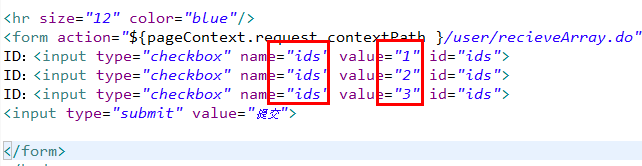 <hr size="12" color="blue"/>
<form action="${pageContext.request.contextPath }/user/recieveArray.do"
ID：<input type="checkbox" name="ids" value="1" id="ids">
ID：<input type="checkbox" name="ids" value="2" id="ids">
ID：<input type="checkbox" name="ids" value="3" id="ids">
<input type="submit" value="提交">
</form>